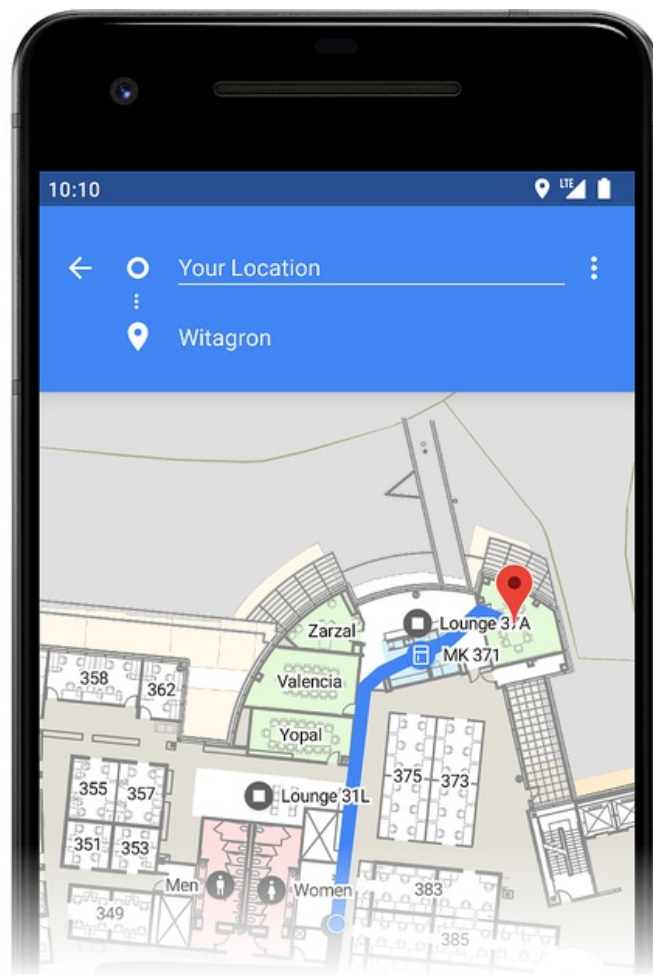 10:10
LTE
Your Location
Witagron
Zarzal
Lounge 37A
MK 371
358
362
Valencia
Yopal
375
373
355
357
Lounge 31L
351
353
Men
Women
383
349
385